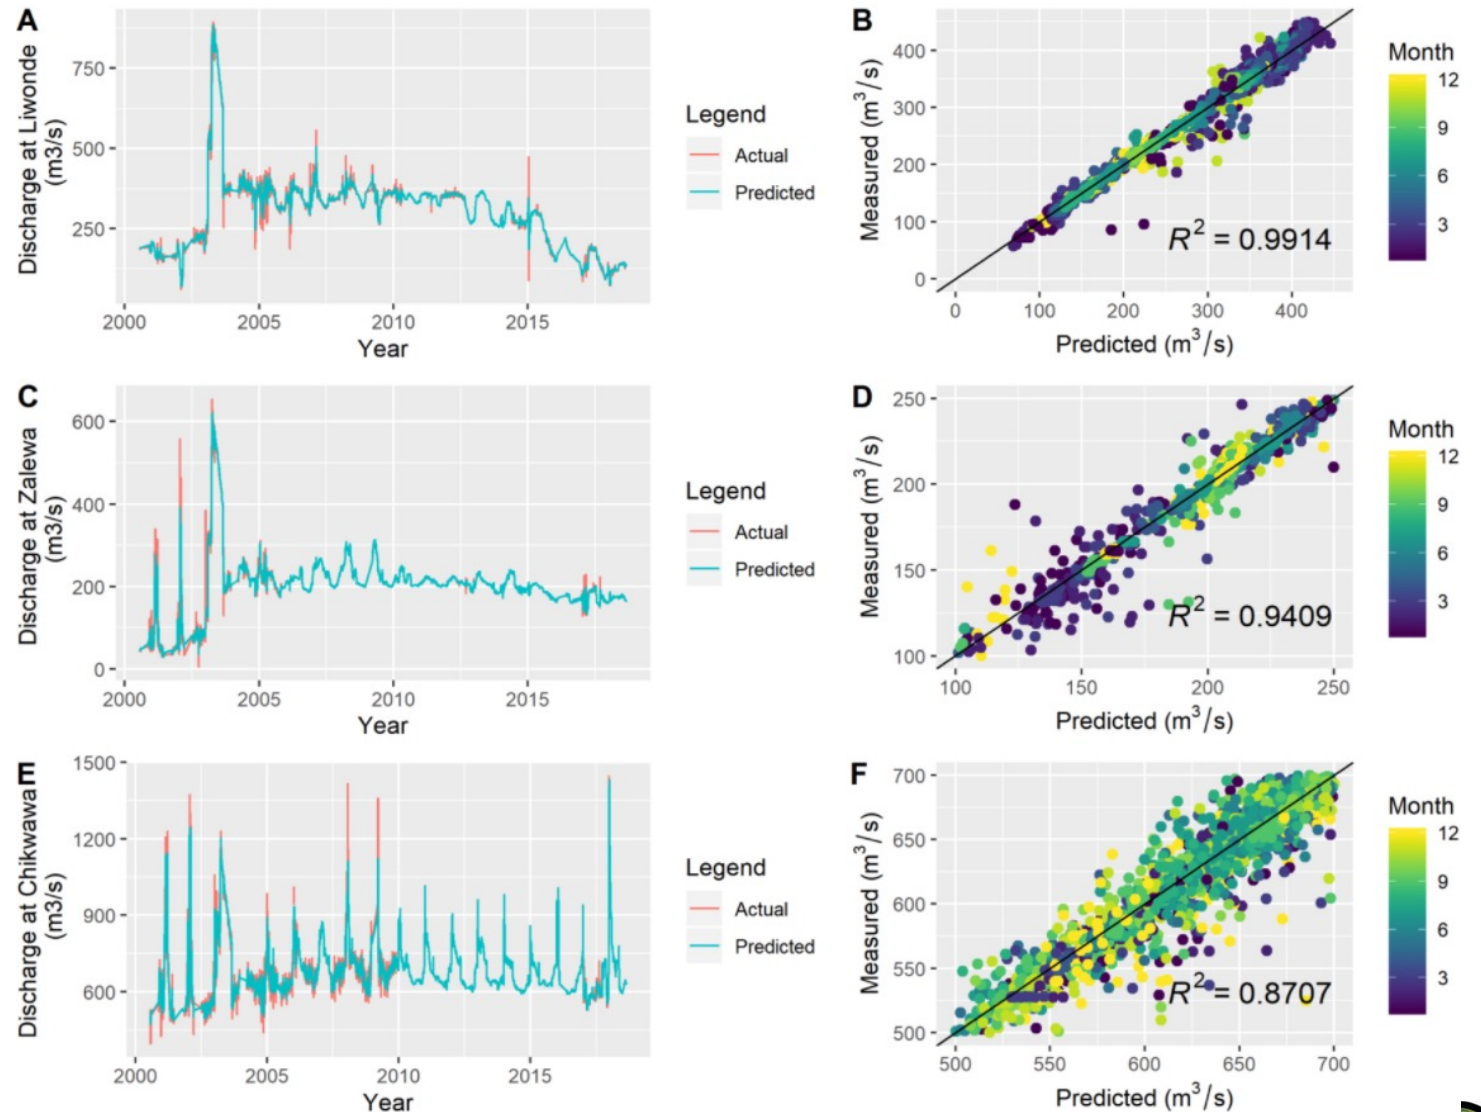 A
Discharge at Liwonde
(m3/s)
750
500
250
2000
2005
2010
2015
Year
Legend
Actual
Predicted
B
Measured (m³/s)
400
300
200
100
0
R² = 0.9914
0
100
200
300
400
Predicted (m³/s)
Month
12
9
6
3
C
Discharge at Zalewa
(m3/s)
600
400
200
0
2000
2005
2010
2015
Year
Legend
Actual
Predicted
D
Measured (m³/s)
250
200
150
100
R² = 0.9409
100
150
200
250
Predicted (m³/s)
Month
12
9
6
3
E
Discharge at Chikwawa
(m3/s)
1500
1200
900
600
2000
2005
2010
2015
Year
Legend
Actual
Predicted
F
Measured (m³/s)
700
650
600
550
500
R² = 0.8707
500
550
600
650
700
Predicted (m³/s)
Month
12
9
6
3